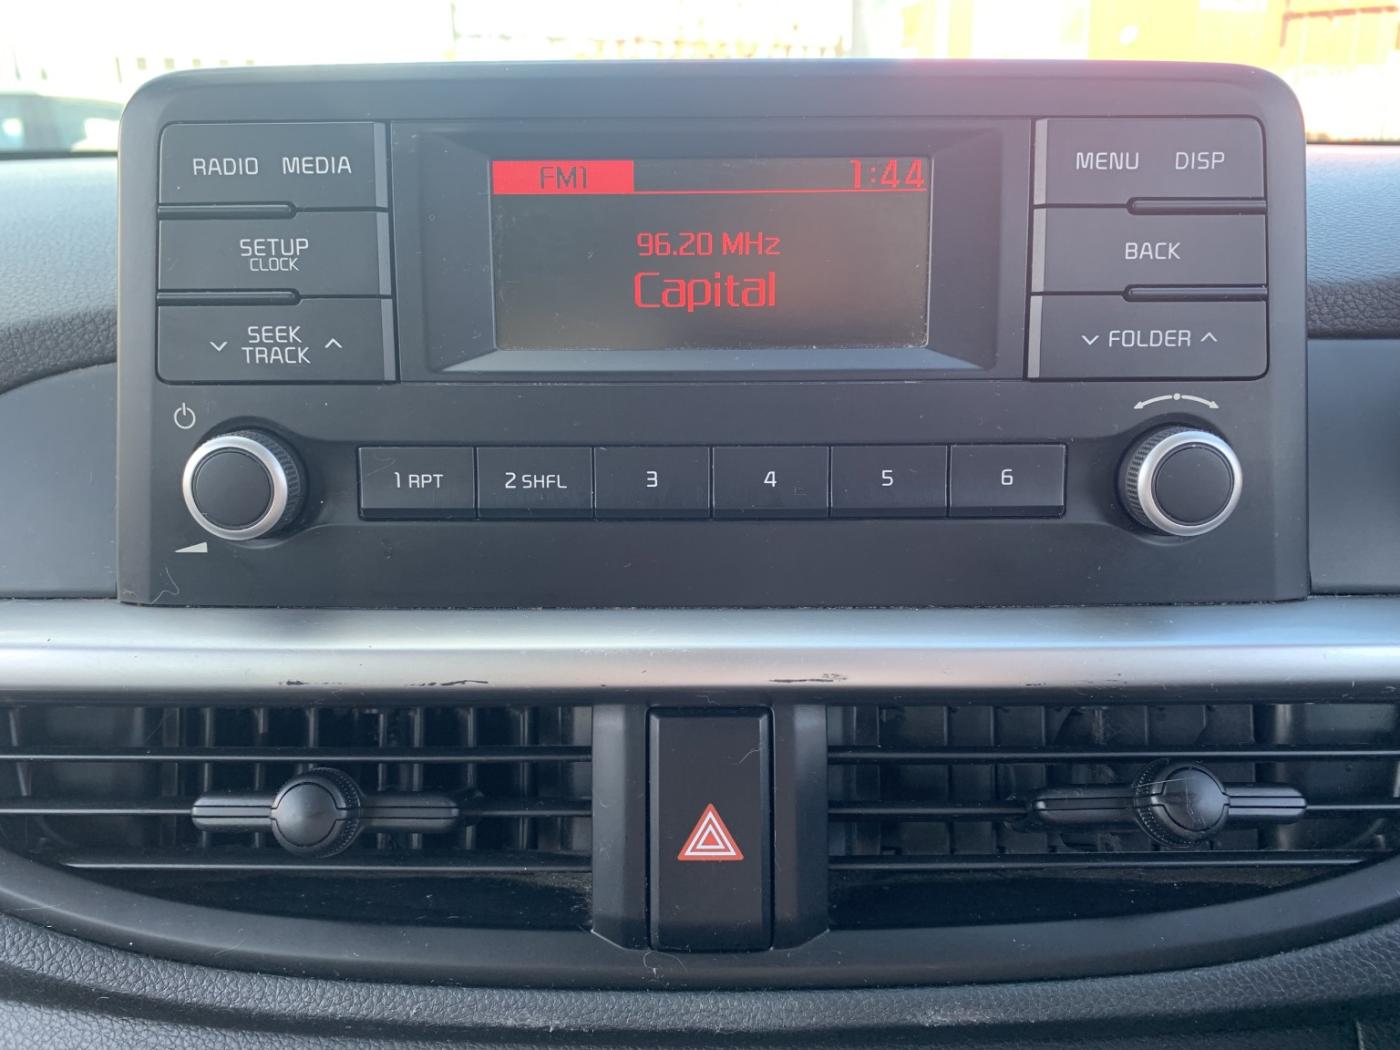 RADIO MEDIA
SETUP
CLOCK
SEEK
TRACK
FM1 1:44
96.20 MHz
Capital
MENU DISP
BACK
FOLDER
1 RPT 2 SHFL 3 4 5 6